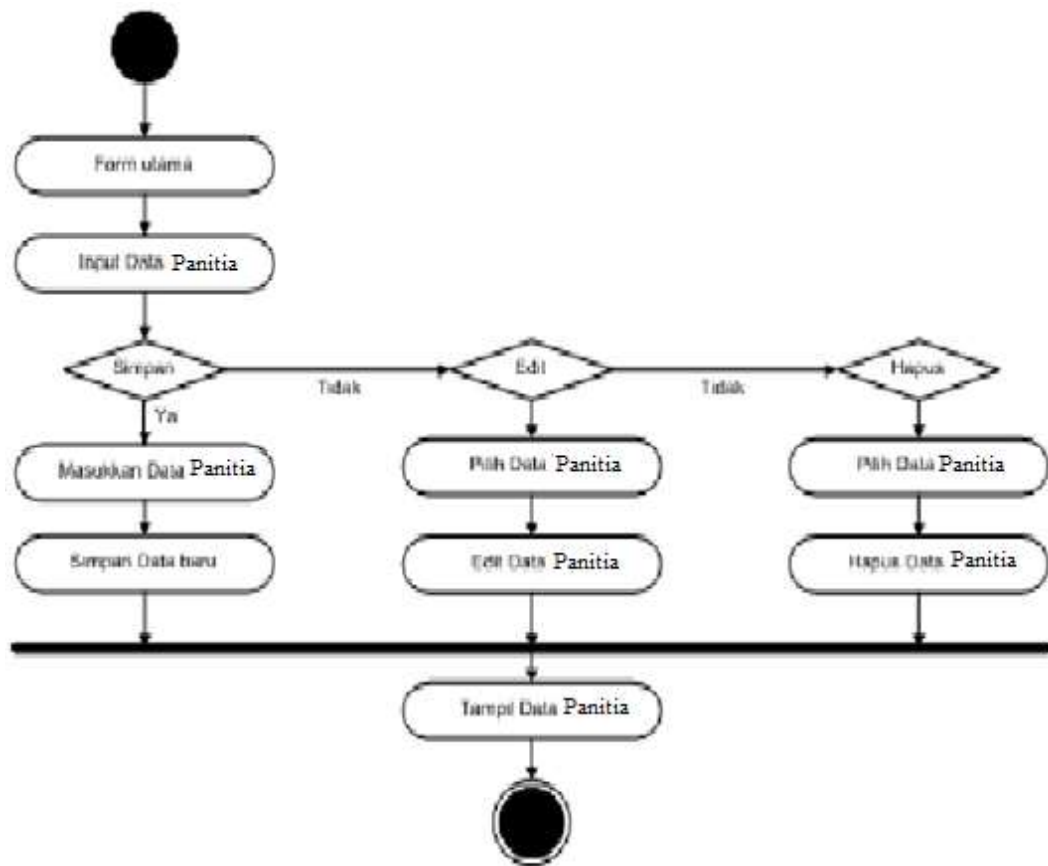 Form utama
Input Data Panitia
Simpan
Tidak
Edit
Tidak
Hapus
Ya
Masukkan Data Panitia
Pilih Data Panitia
Pilih Data Panitia
Simpan Data baru
Edit Data Panitia
Hapus Data Panitia
Tampil Data Panitia